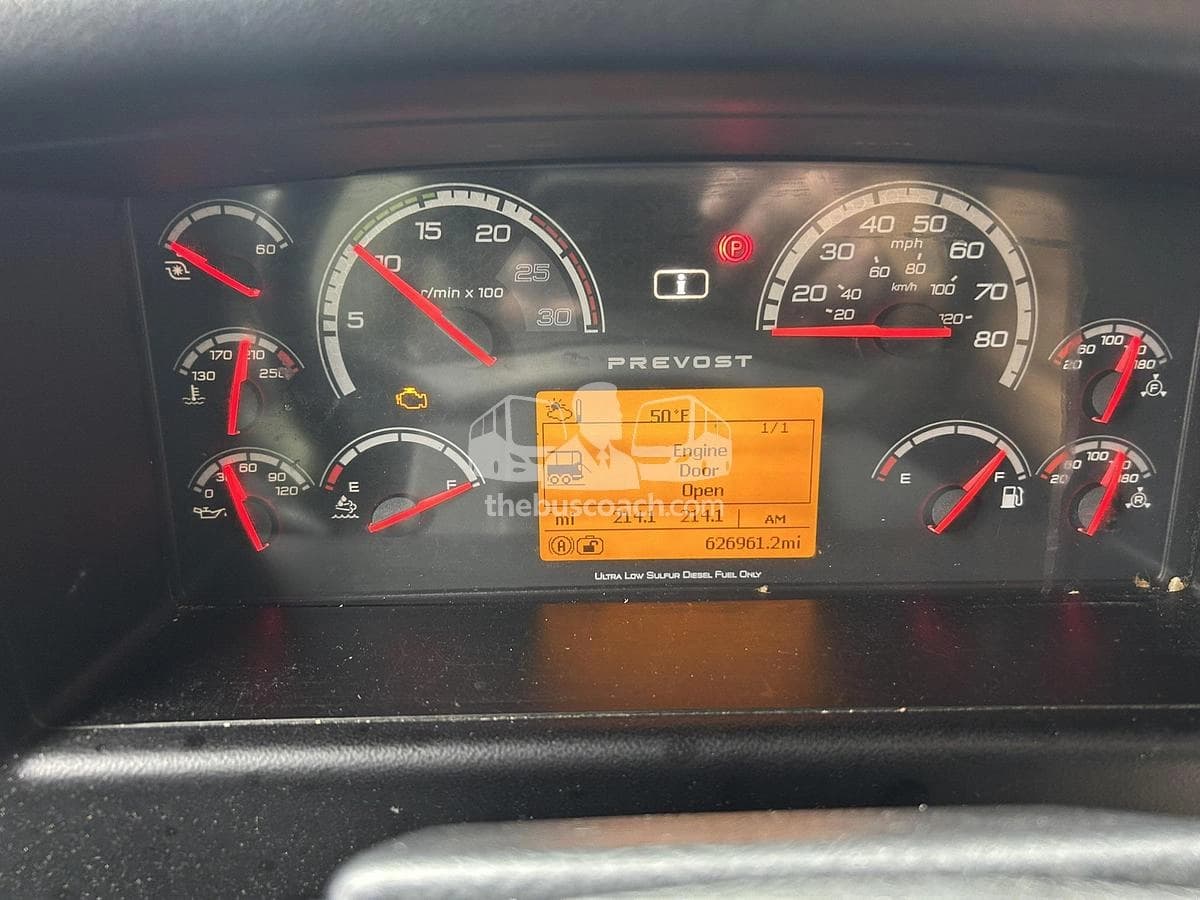 60
15 20
10 25
r/min x 100
5 30
P
i
40 50
mph
30 60
60 80
km/h
20 40 100 70
20 120
80
PREVOST
170 210
130 250
60
0 90
120
E F
50°F
1/1
Engine
Door
Open
mi 214.1 214.1 AM
A 626961.2mi
thebuscoach.com
ULTRA LOW SULFUR DIESEL FUEL ONLY
100
60
20 180
F
E F
100
60
20 180
R